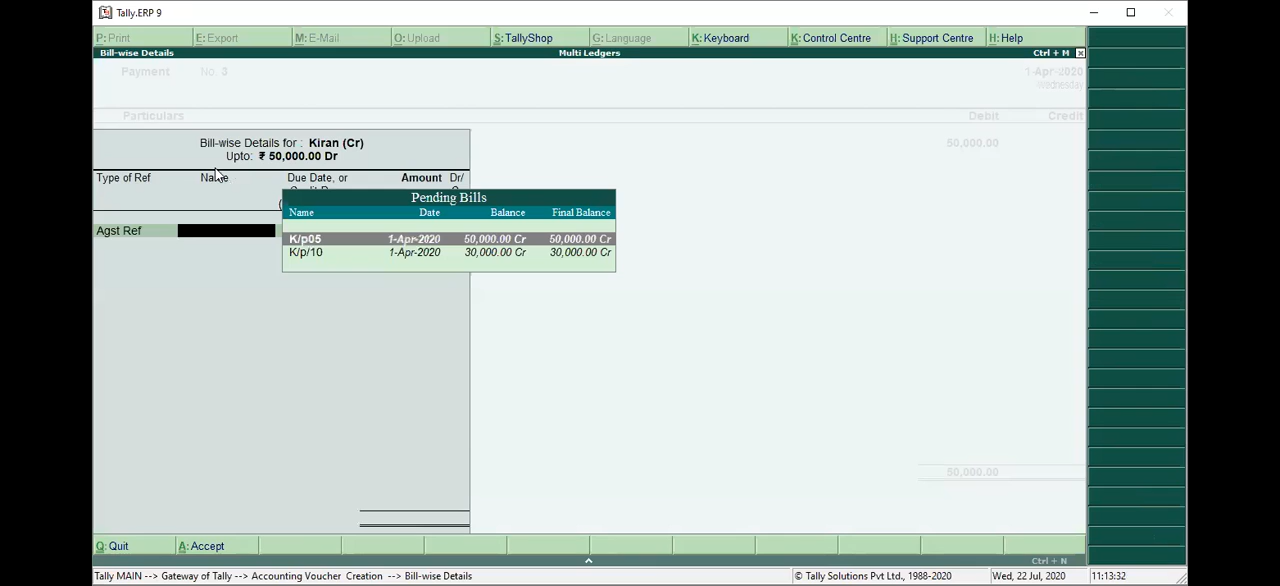 Tally.ERP 9
P: Print E: Export M: E-Mail O: Upload S: TallyShop G: Language K: Keyboard K: Control Centre H: Support Centre H: Help
Bill-wise Details Multi Ledgers Ctrl + M
Payment No. 3 1-Apr-2020
Wednesday
Particulars Debit Credit
Bill-wise Details for : Kiran (Cr) 50,000.00
Upto: ₹ 50,000.00 Dr
Type of Ref Name Due Date, or Amount Dr/
Pending Bills
Name Date Balance Final Balance
Agst Ref
K/p05 1-Apr-2020 50,000.00 Cr 50,000.00 Cr
K/p/10 1-Apr-2020 30,000.00 Cr 30,000.00 Cr
50,000.00
Q: Quit A: Accept
Ctrl + N
Tally MAIN --> Gateway of Tally --> Accounting Voucher Creation --> Bill-wise Details © Tally Solutions Pvt Ltd., 1988-2020 Wed, 22 Jul, 2020 11:13:32